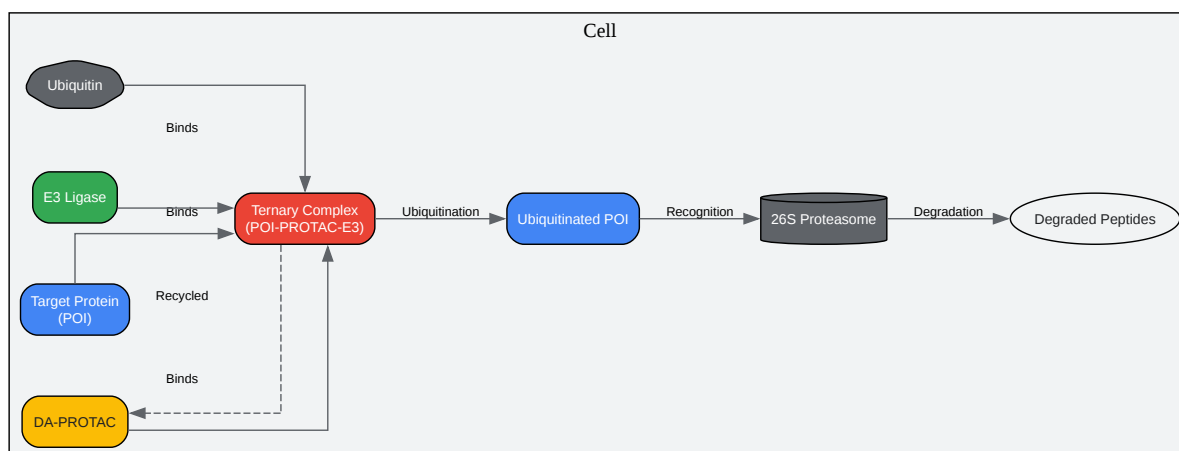 Cell
Ubiquitin
Binds
E3 Ligase
Binds
Ternary Complex
(POI-PROTAC-E3)
Ubiquitination
Ubiquitinated POI
Recognition
26S Proteasome
Degradation
Degraded Peptides
Target Protein
(POI)
Recycled
Binds
DA-PROTAC